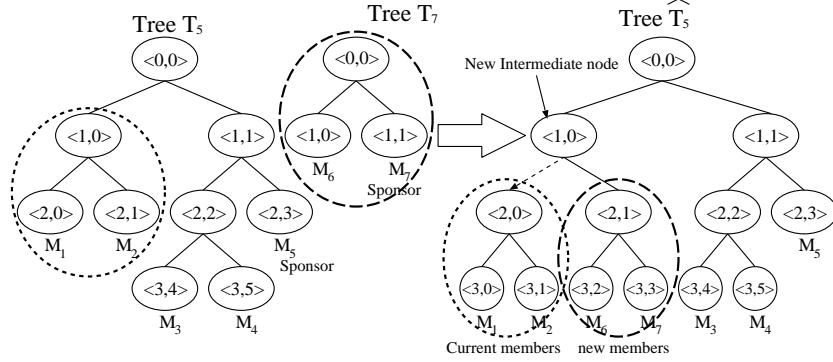 Tree T5
Tree T7
Tree T̂5
<0,0>
<0,0>
<0,0>
New Intermediate node
<1,0>
<1,1>
<1,0>
<1,1>
<1,0>
<1,1>
M6
M7
Sponsor
<2,0>
<2,1>
<2,2>
<2,3>
<2,0>
<2,1>
<2,2>
<2,3>
M1
M2
M5
Sponsor
M5
<3,4>
<3,5>
<3,0>
<3,1>
<3,2>
<3,3>
<3,4>
<3,5>
M3
M4
M1
M2
M6
M7
M3
M4
Current members
new members